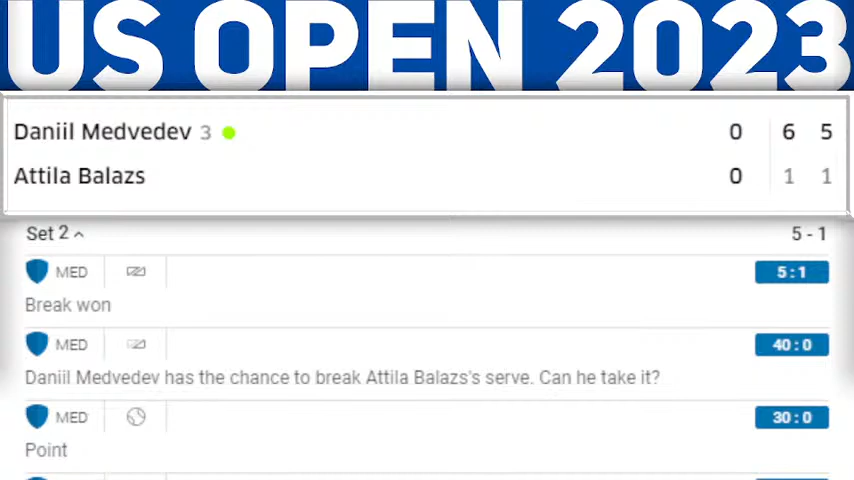 US OPEN 2023
Daniil Medvedev 3 0 6 5
Attila Balazs 0 1 1
Set 2 5 - 1
MED 5 : 1
Break won
MED 40 : 0
Daniil Medvedev has the chance to break Attila Balazs's serve. Can he take it?
MED 30 : 0
Point